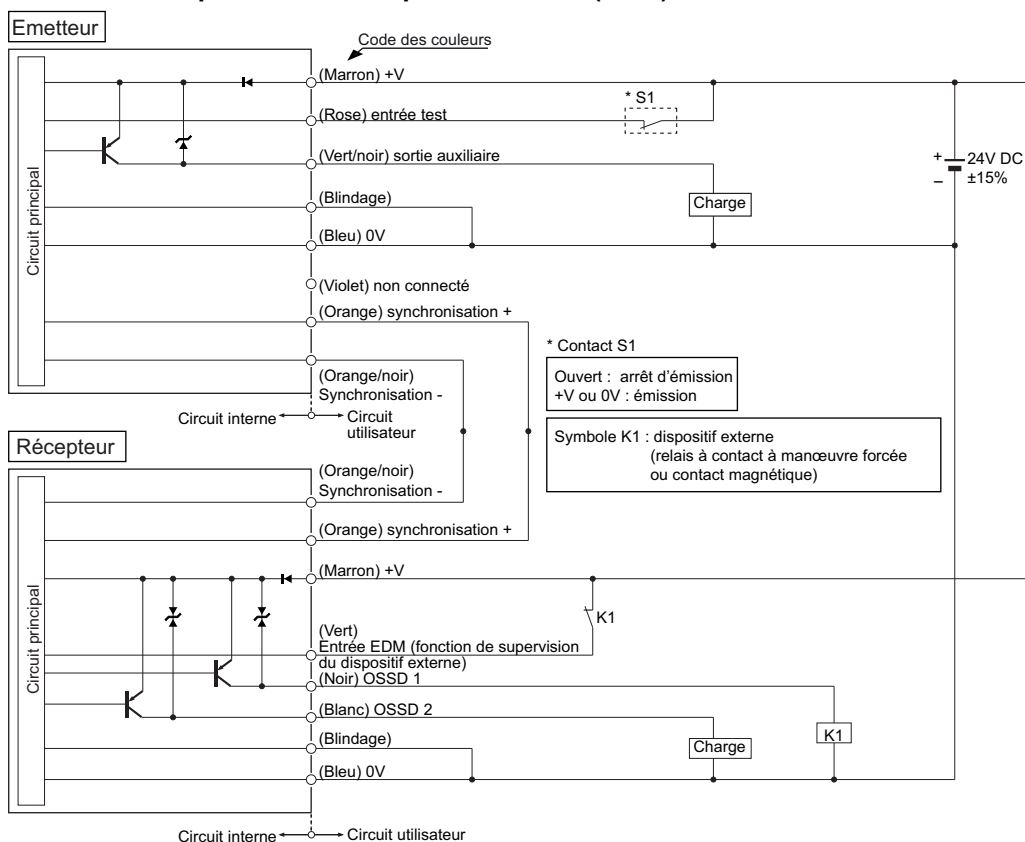 Emetteur
Code des couleurs
(Marron) +V
* S1
(Rose) entrée test
(Vert/noir) sortie auxiliaire
+
24V DC
–
±15%
Charge
(Blindage)
Circuit principal
(Bleu) 0V
(Violet) non connecté
(Orange) synchronisation +
* Contact S1
(Orange/noir)
Synchronisation -
Ouvert : arrêt d'émission
+V ou 0V : émission
Circuit interne
Circuit
utilisateur
Symbole K1 : dispositif externe
(relais à contact à manœuvre forcée
ou contact magnétique)
Récepteur
(Orange/noir)
Synchronisation -
(Orange) synchronisation +
(Marron) +V
K1
Circuit principal
(Vert)
Entrée EDM (fonction de supervision
du dispositif externe)
(Noir) OSSD 1
(Blanc) OSSD 2
K1
Charge
(Blindage)
(Bleu) 0V
Circuit interne
Circuit utilisateur